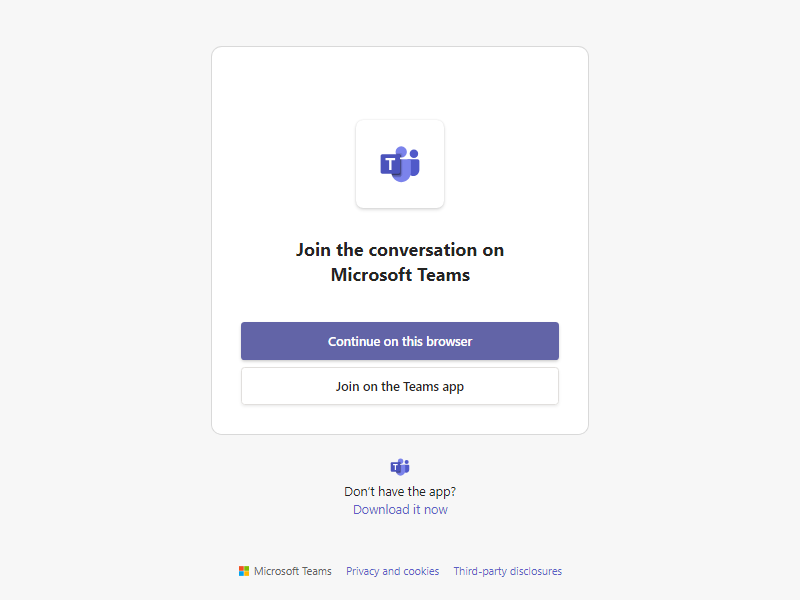 T
Join the conversation on
Microsoft Teams
Continue on this browser
Join on the Teams app
T
Don't have the app?
Download it now
Microsoft Teams Privacy and cookies Third-party disclosures